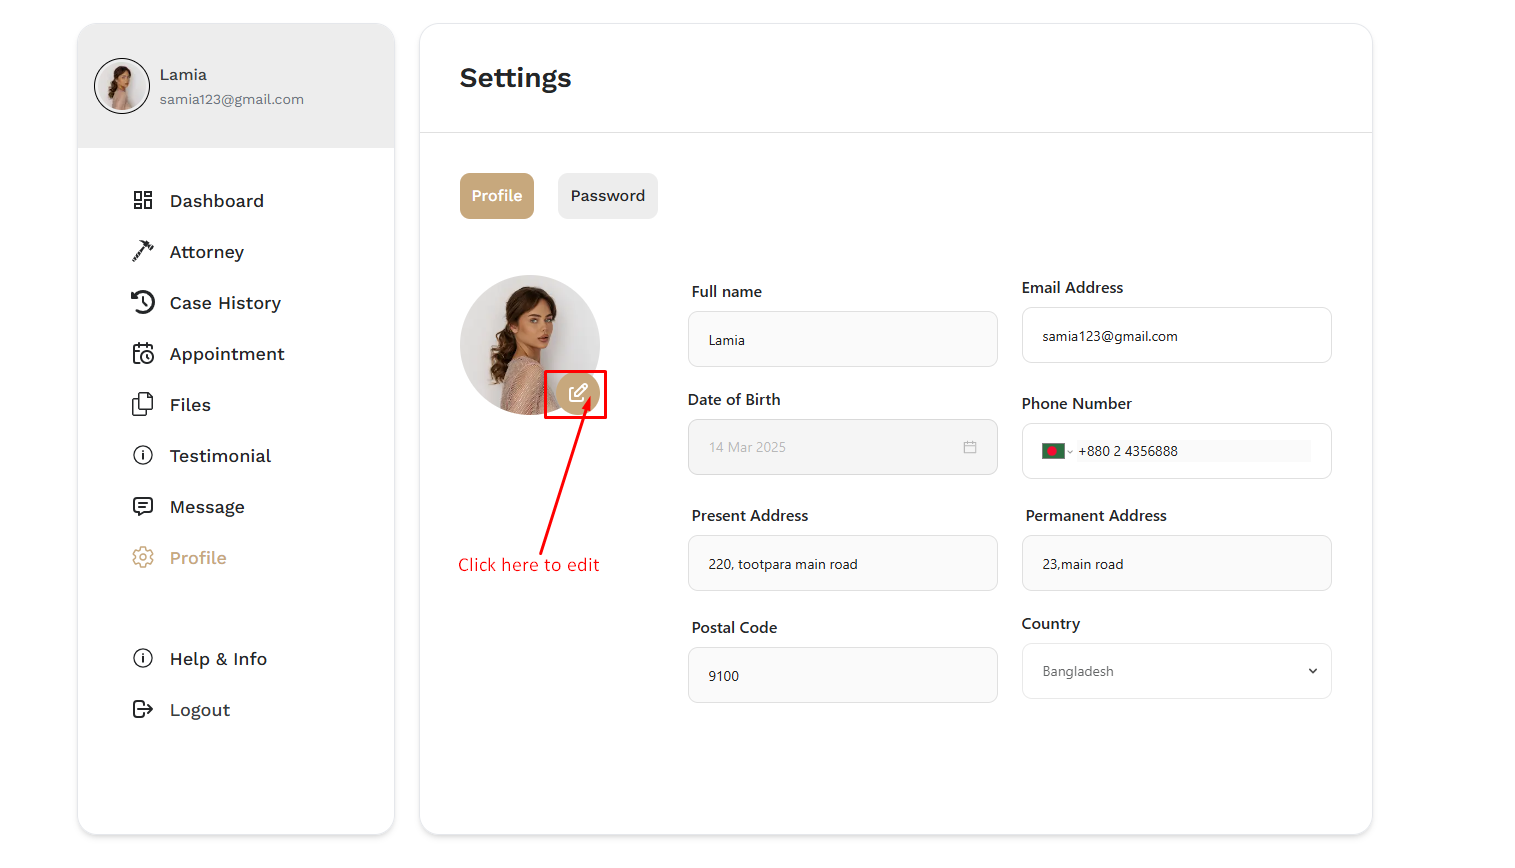 Lamia
samia123@gmail.com
Dashboard
Attorney
Case History
Appointment
Files
Testimonial
Message
Profile
Help & Info
Logout
Settings
Profile
Password
Full name
Lamia
Email Address
samia123@gmail.com
Date of Birth
14 Mar 2025
Phone Number
+880 2 4356888
Present Address
220, tootpara main road
Permanent Address
23,main road
Postal Code
9100
Country
Bangladesh
Click here to edit